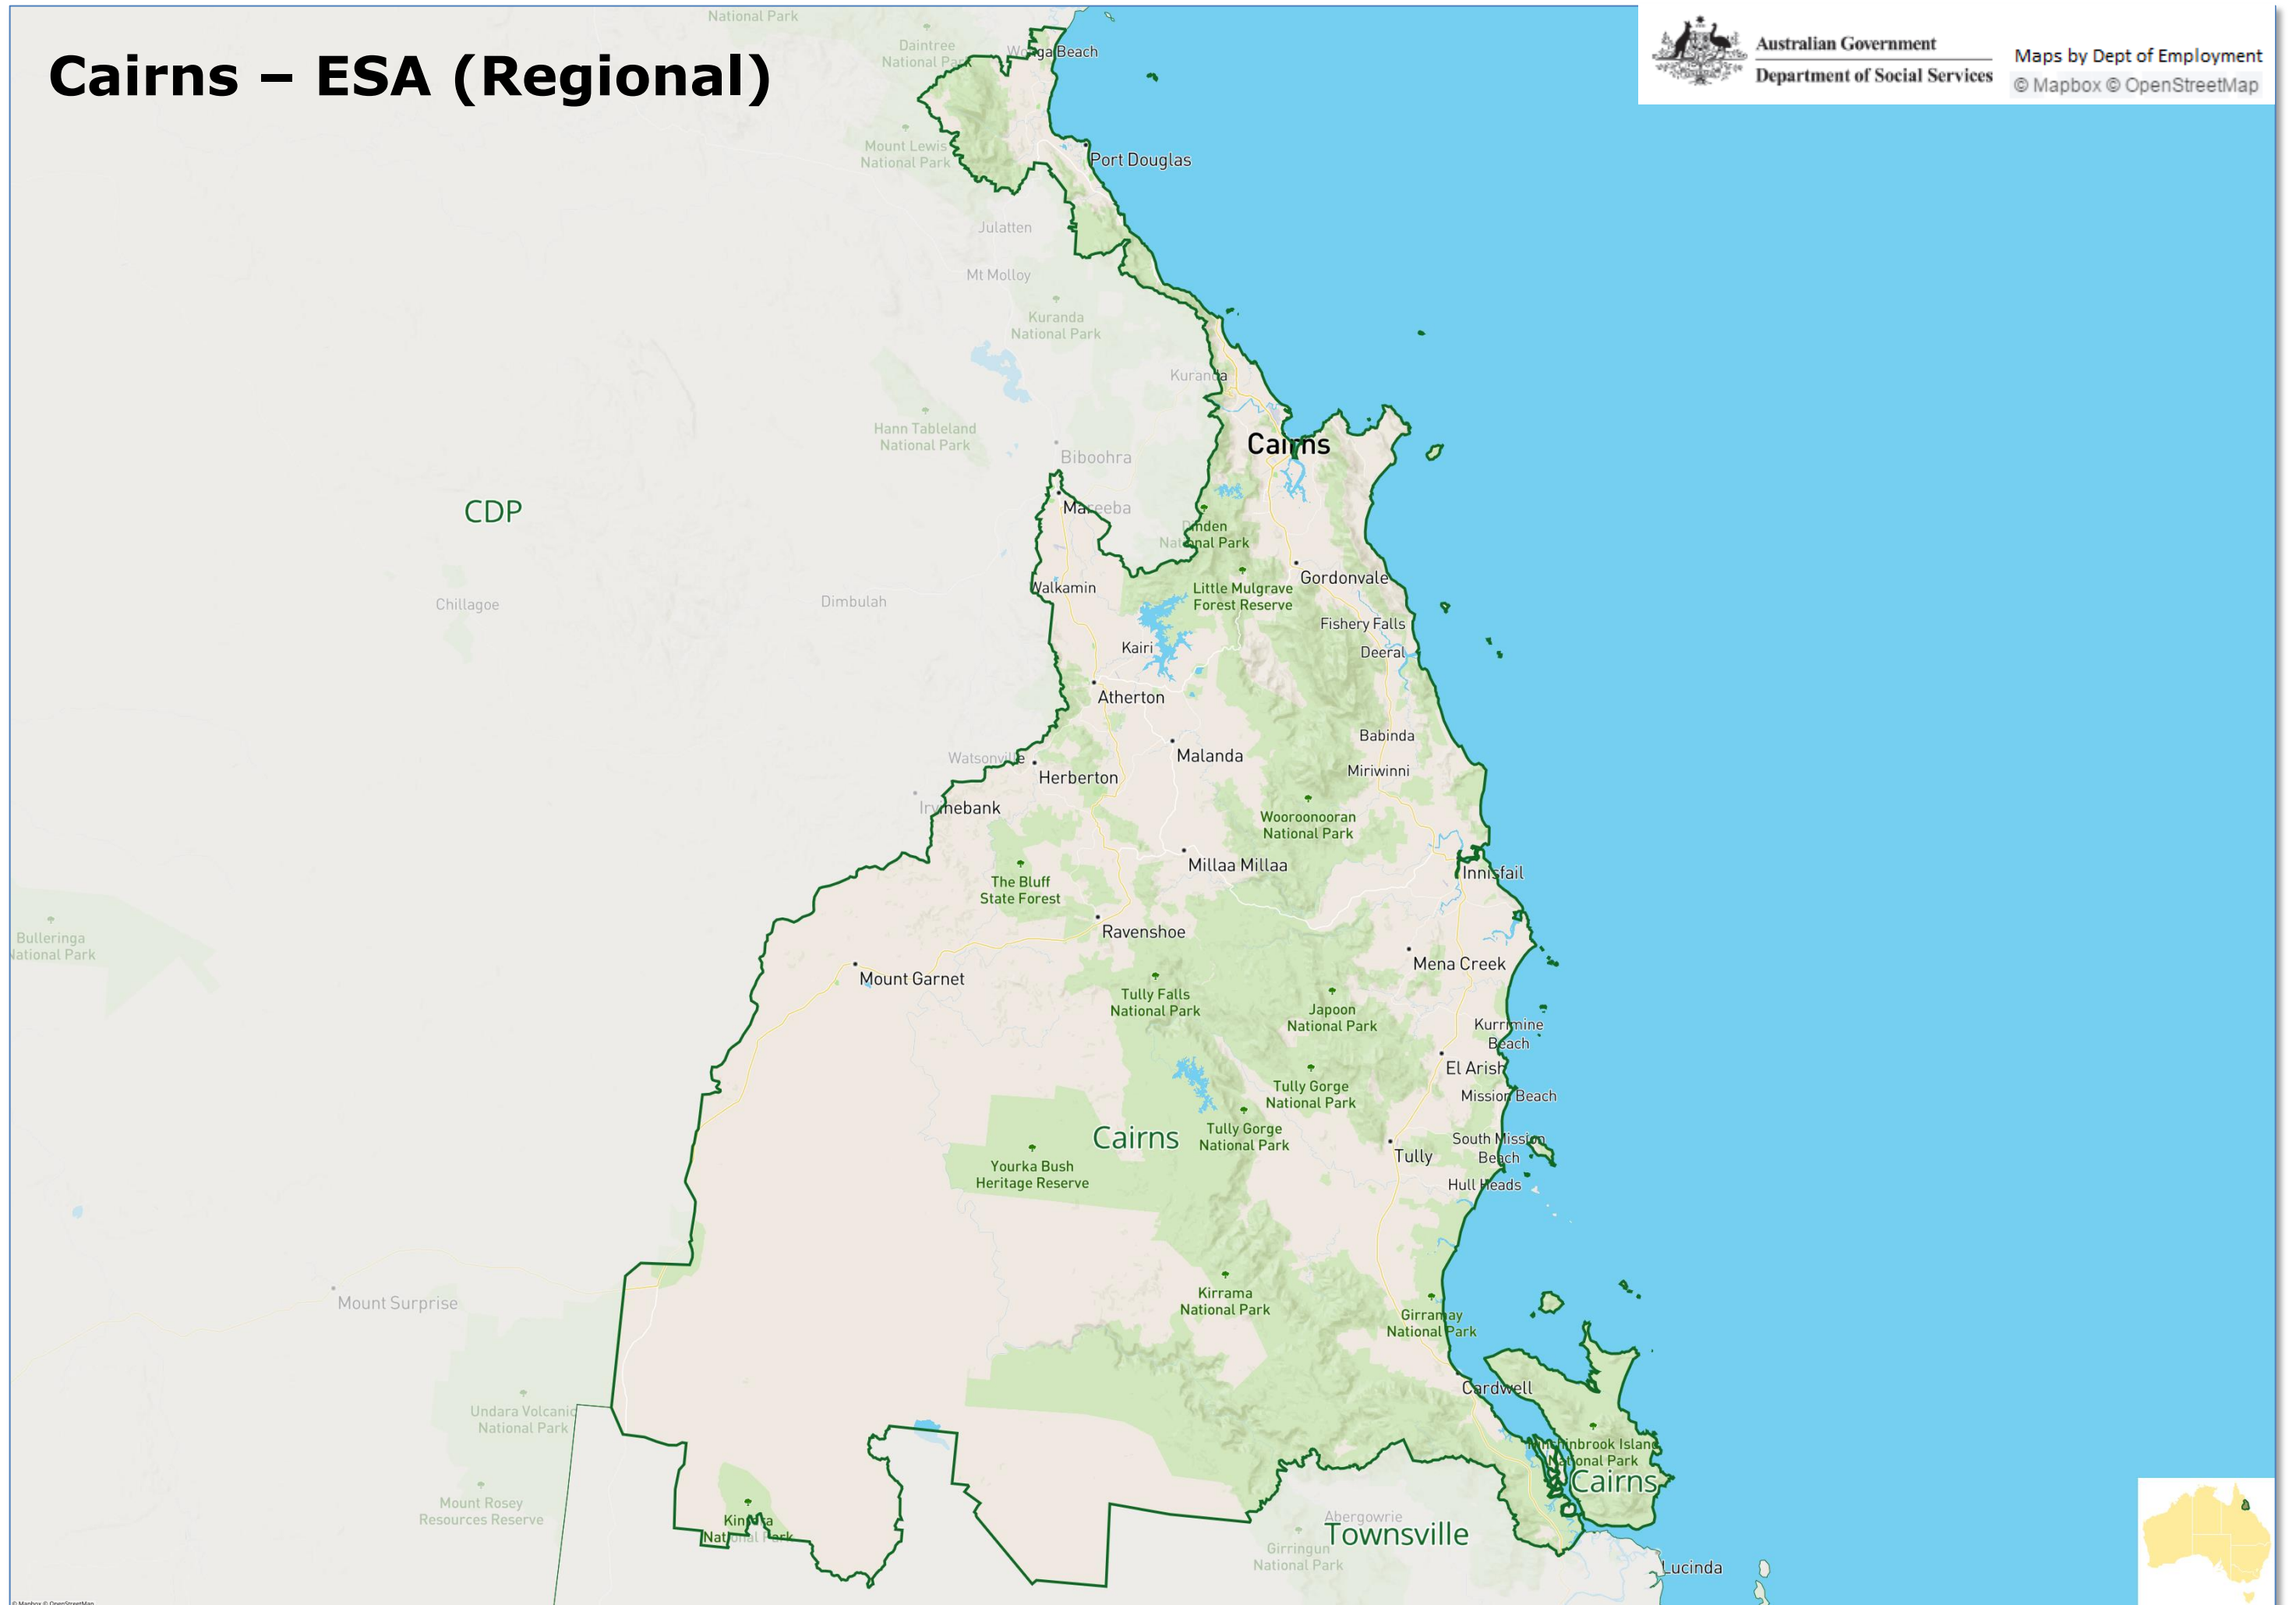 Cairns – ESA (Regional)
Australian Government
Department of Social Services
Maps by Dept of Employment
© Mapbox © OpenStreetMap
National Park
Daintree
National Park
Wonga Beach
Mount Lewis
National Park
Port Douglas
Julatten
Mt Molloy
Kuranda
National Park
Kuranda
Hann Tableland
National Park
Cairns
Biboohra
CDP
Mareeba
Dinden
National Park
Gordonvale
Walkamin
Little Mulgrave
Forest Reserve
Chillagoe
Dimbulah
Fishery Falls
Kairi
Deeral
Atherton
Babinda
Malanda
Watsonville
Miriwinni
Herberton
Irvinebank
Wooroonooran
National Park
Millaa Millaa
Innisfail
The Bluff
State Forest
Ravenshoe
Bulleringa
National Park
Mena Creek
Mount Garnet
Tully Falls
National Park
Japoon
National Park
Kurrimine
Beach
El Arish
Tully Gorge
National Park
Mission Beach
Cairns
Tully Gorge
National Park
South Mission
Beach
Tully
Yourka Bush
Heritage Reserve
Hull Heads
Mount Surprise
Kirrama
National Park
Girramay
National Park
Cardwell
Undara Volcanic
National Park
Hinchinbrook Island
National Park
Cairns
Mount Rosey
Resources Reserve
Kinrara
National Park
Abergowrie
Townsville
Girringun
National Park
Lucinda
© Mapbox © OpenStreetMap